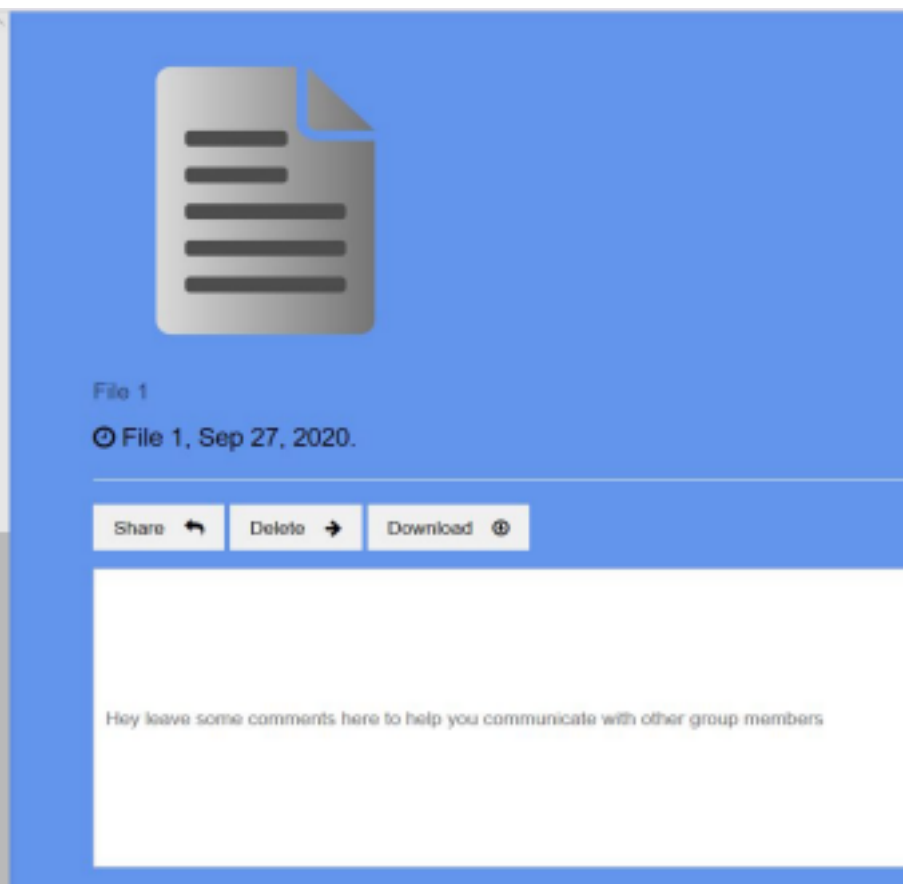 File 1
File 1, Sep 27, 2020.
Share Delete Download
Hey leave some comments here to help you communicate with other group members